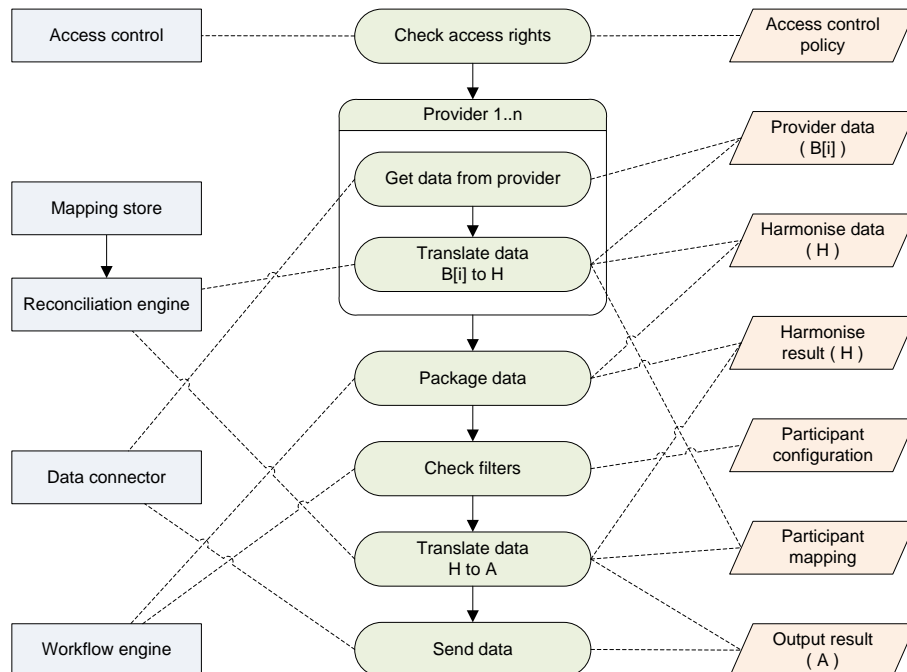 Access control
Check access rights
Access control
policy
Provider 1..n
Provider data
( B[i] )
Get data from provider
Mapping store
Harmonise data
( H )
Translate data
B[i] to H
Reconciliation engine
Harmonise
result ( H )
Package data
Participant
configuration
Data connector
Check filters
Translate data
H to A
Participant
mapping
Workflow engine
Send data
Output result
( A )